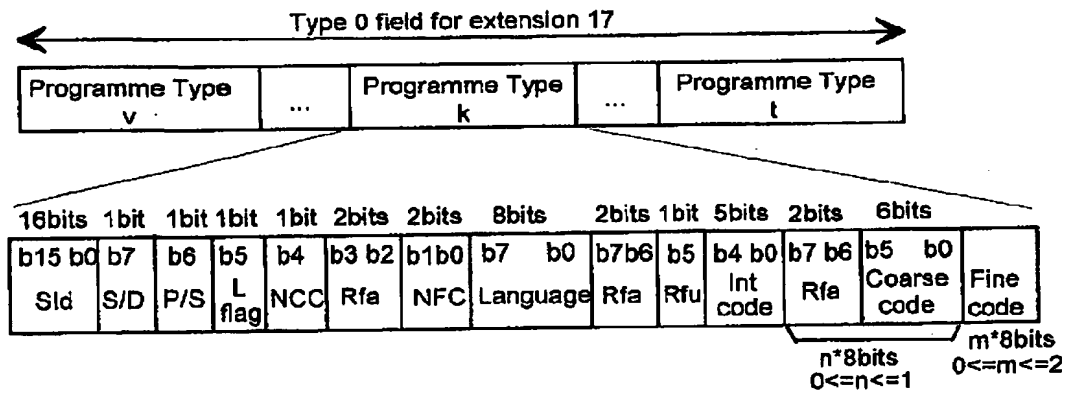 Type 0 field for extension 17
Programme Type ... Programme Type ... Programme Type
v k t
16bits 1bit 1bit 1bit 1bit 2bits 2bits 8bits 2bits 1bit 5bits 2bits 6bits
b15 b0 b7 b6 b5 b4 b3 b2 b1b0 b7 b0 b7b6 b5 b4 b0 b7 b6 b5 b0
SId S/D P/S L flag NCC Rfa NFC Language Rfa Rfu Int code Rfa Coarse code Fine code
n*8bits m*8bits
0<=n<=1 0<=m<=2